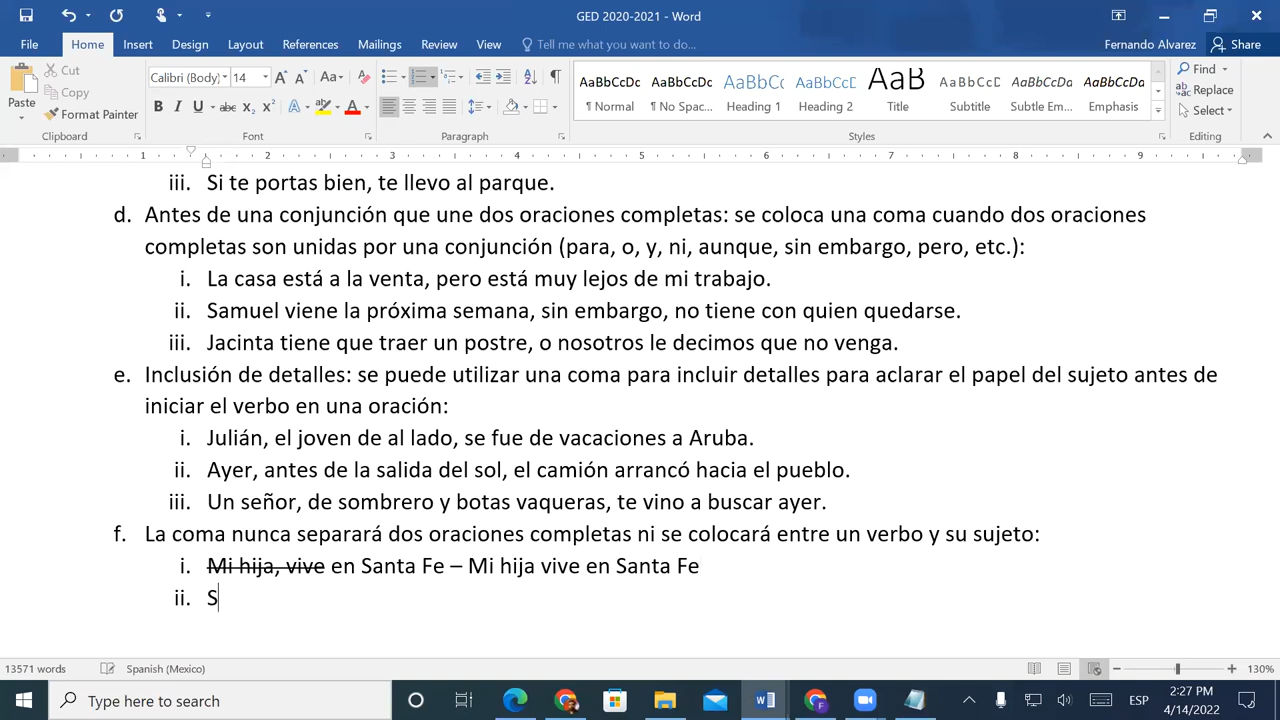 GED 2020-2021 - Word
File Home Insert Design Layout References Mailings Review View Tell me what you want to do... Fernando Alvarez Share
Paste Cut Copy Format Painter
Calibri (Body) 14
Clipboard Font Paragraph Styles Editing
AaBbCcDc AaBbCcDc AaBbCc AaBbCcC AaB AaBbCcD AaBbCcDc AaBbCcDc
¶ Normal ¶ No Spac... Heading 1 Heading 2 Title Subtitle Subtle Em... Emphasis
Find Replace Select
1 2 3 4 5 6 7 8 9
iii. Si te portas bien, te llevo al parque.
d. Antes de una conjunción que une dos oraciones completas: se coloca una coma cuando dos oraciones
completas son unidas por una conjunción (para, o, y, ni, aunque, sin embargo, pero, etc.):
i. La casa está a la venta, pero está muy lejos de mi trabajo.
ii. Samuel viene la próxima semana, sin embargo, no tiene con quien quedarse.
iii. Jacinta tiene que traer un postre, o nosotros le decimos que no venga.
e. Inclusión de detalles: se puede utilizar una coma para incluir detalles para aclarar el papel del sujeto antes de
iniciar el verbo en una oración:
i. Julián, el joven de al lado, se fue de vacaciones a Aruba.
ii. Ayer, antes de la salida del sol, el camión arrancó hacia el pueblo.
iii. Un señor, de sombrero y botas vaqueras, te vino a buscar ayer.
f. La coma nunca separará dos oraciones completas ni se colocará entre un verbo y su sujeto:
i. Mi hija, vive en Santa Fe – Mi hija vive en Santa Fe
ii. S
13571 words Spanish (Mexico) 130%
Type here to search ESP 2:27 PM
4/14/2022